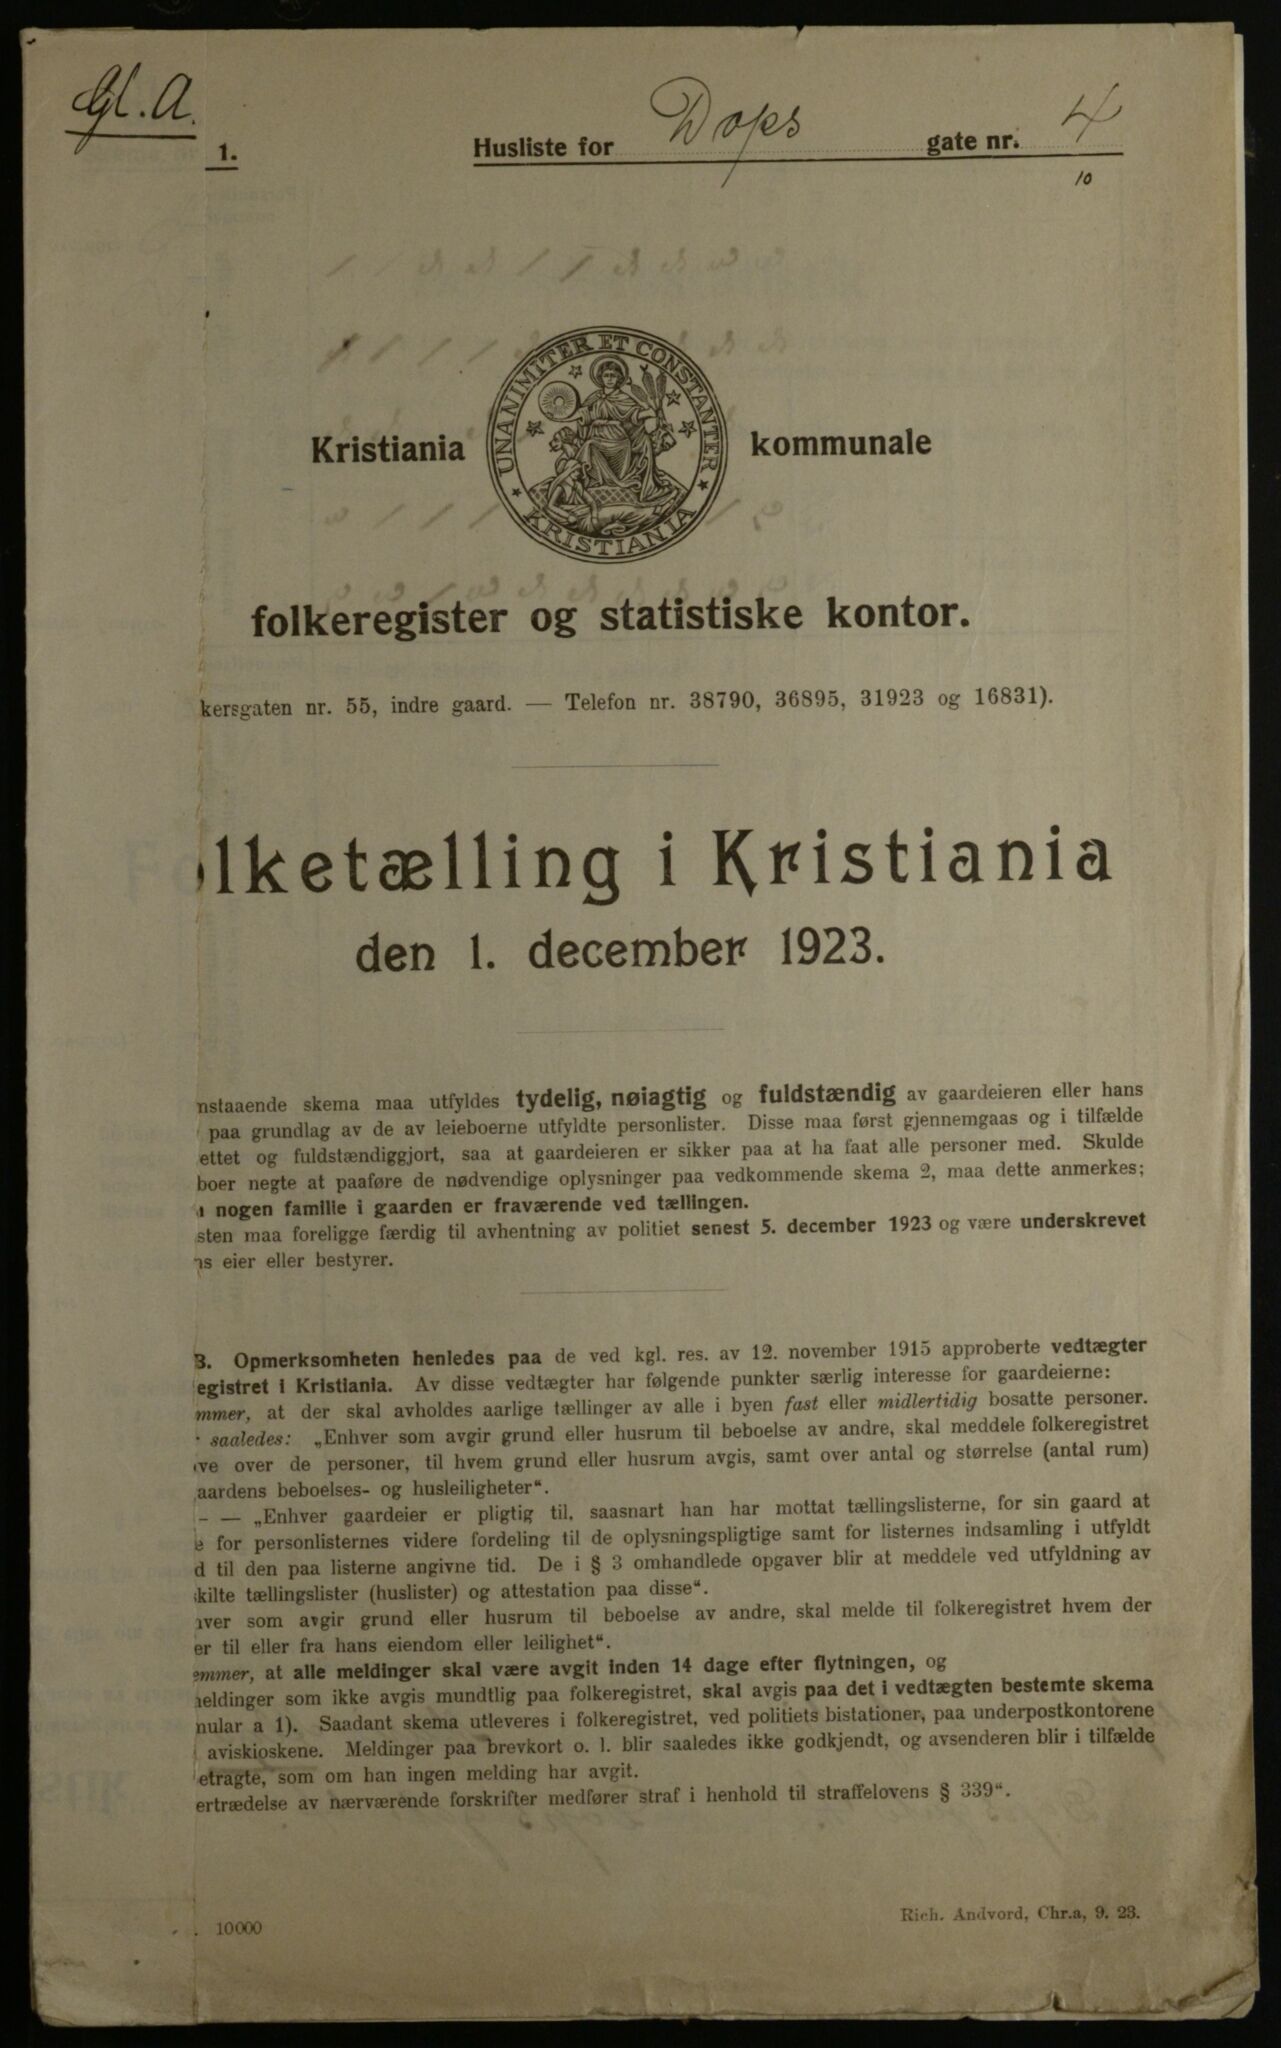 Gl. A.
1. Husliste for Dops gate nr. 4
10
UNANIMITER ET CONSTANTER
KRISTIANIA
Kristiania kommunale
folkeregister og statistiske kontor.
kersgaten nr. 55, indre gaard. — Telefon nr. 38790, 36895, 31923 og 16831).
olketælling i Kristiania
den 1. december 1923.
nstaaende skema maa utfyldes tydelig, nøiagtig og fuldstændig av gaardeieren eller hans
paa grundlag av de av leieboerne utfyldte personlister. Disse maa først gjennemgaas og i tilfælde
ettet og fuldstændiggjort, saa at gaardeieren er sikker paa at ha faat alle personer med. Skulde
boer negte at paaføre de nødvendige oplysninger paa vedkommende skema 2, maa dette anmerkes;
nogen familie i gaarden er fraværende ved tællingen.
sten maa foreligge færdig til avhentning av politiet senest 5. december 1923 og være underskrevet
ns eier eller bestyrer.
B. Opmerksomheten henledes paa de ved kgl. res. av 12. november 1915 approberte vedtægter
egistret i Kristiania. Av disse vedtægter har følgende punkter særlig interesse for gaardeierne:
mmer, at der skal avholdes aarlige tællinger av alle i byen fast eller midlertidig bosatte personer.
saaledes: „Enhver som avgir grund eller husrum til beboelse av andre, skal meddele folkeregistret
ve over de personer, til hvem grund eller husrum avgis, samt over antal og størrelse (antal rum)
aardens beboelses- og husleiligheter“.
- — „Enhver gaardeier er pligtig til, saasnart han har mottat tællingslisterne, for sin gaard at
e for personlisternes videre fordeling til de oplysningspligtige samt for listernes indsamling i utfyldt
d til den paa listerne angivne tid. De i § 3 omhandlede opgaver blir at meddele ved utfyldning av
kilte tællingslister (huslister) og attestation paa disse“.
ver som avgir grund eller husrum til beboelse av andre, skal melde til folkeregistret hvem der
er til eller fra hans eiendom eller leilighet“.
emmer, at alle meldinger skal være avgit inden 14 dage efter flytningen, og
eldinger som ikke avgis mundtlig paa folkeregistret, skal avgis paa det i vedtægten bestemte skema
nular a 1). Saadant skema utleveres i folkeregistret, ved politiets bistationer, paa underpostkontorene
aviskioskene. Meldinger paa brevkort o. l. blir saaledes ikke godkjendt, og avsenderen blir i tilfælde
etragte, som om han ingen melding har avgit.
ertrædelse av nærværende forskrifter medfører straf i henhold til straffelovens § 339“.
. 10000
Rich. Andvord, Chr.a, 9. 23.